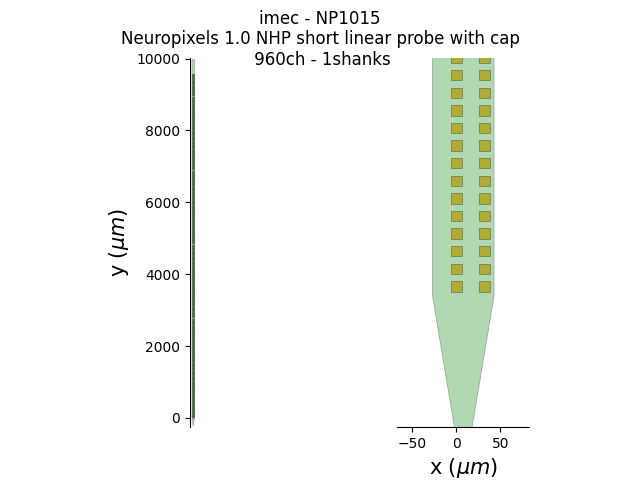 imec - NP1015
Neuropixels 1.0 NHP short linear probe with cap
960ch - 1shanks
10000
8000
6000
4000
2000
0
y (μm)
−50
0
50
x (μm)